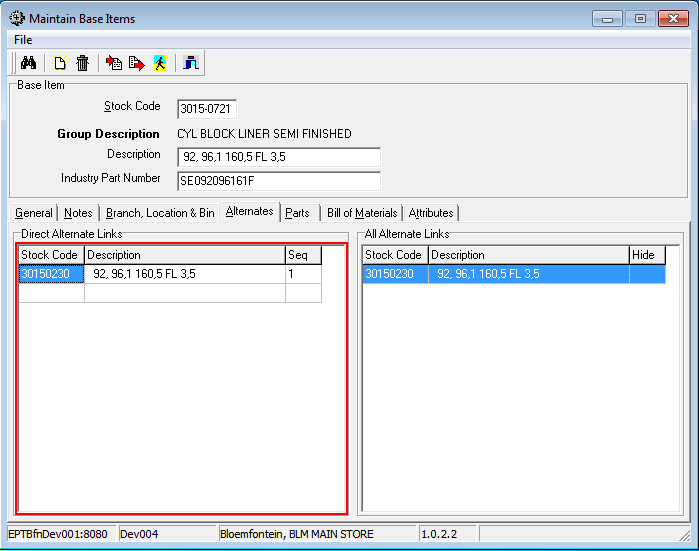 Maintain Base Items
File
Base Item
Stock Code 3015-0721
Group Description CYL BLOCK LINER SEMI FINISHED
Description 92, 96,1 160,5 FL 3,5
Industry Part Number SE092096161F
General Notes Branch, Location & Bin Alternates Parts Bill of Materials Attributes
Direct Alternate Links All Alternate Links
Stock Code Description Seq Stock Code Description Hide
30150230 92, 96,1 160,5 FL 3,5 1 30150230 92, 96,1 160,5 FL 3,5
EPTBfnDev001:8080 Dev004 Bloemfontein, BLM MAIN STORE 1.0.2.2